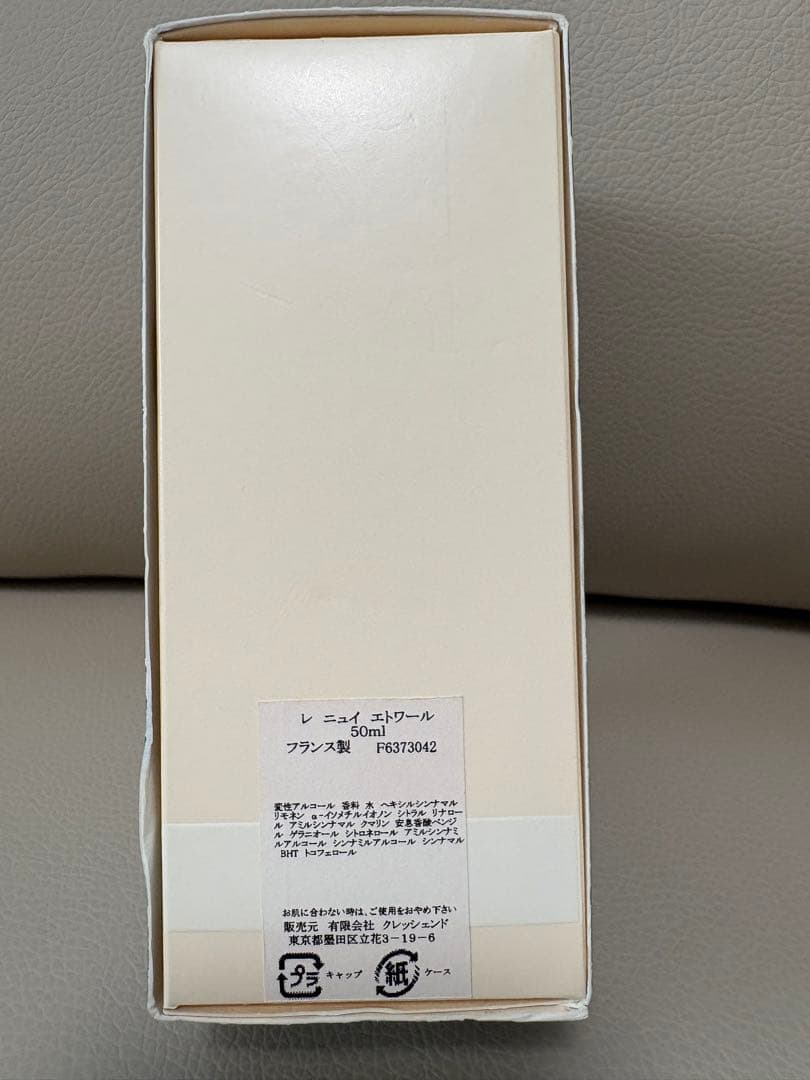 レ ニュイ エトワール
50ml
フランス製 F6373042
変性アルコール 香料 水 ヘキシルシンナマル
リモネン α-イソメチルイオノン シトラル リナロー
ル アミルシンナマル クマリン 安息香酸ベンジ
ル ゲラニオール シトロネロール アミルシンナミ
ルアルコール シンナミルアルコール シンナマル
BHT トコフェロール
お肌に合わない時は、ご使用をおやめ下さい
販売元 有限会社 クレッシェンド
東京都墨田区立花3-19-6
プラ キャップ 紙 ケース